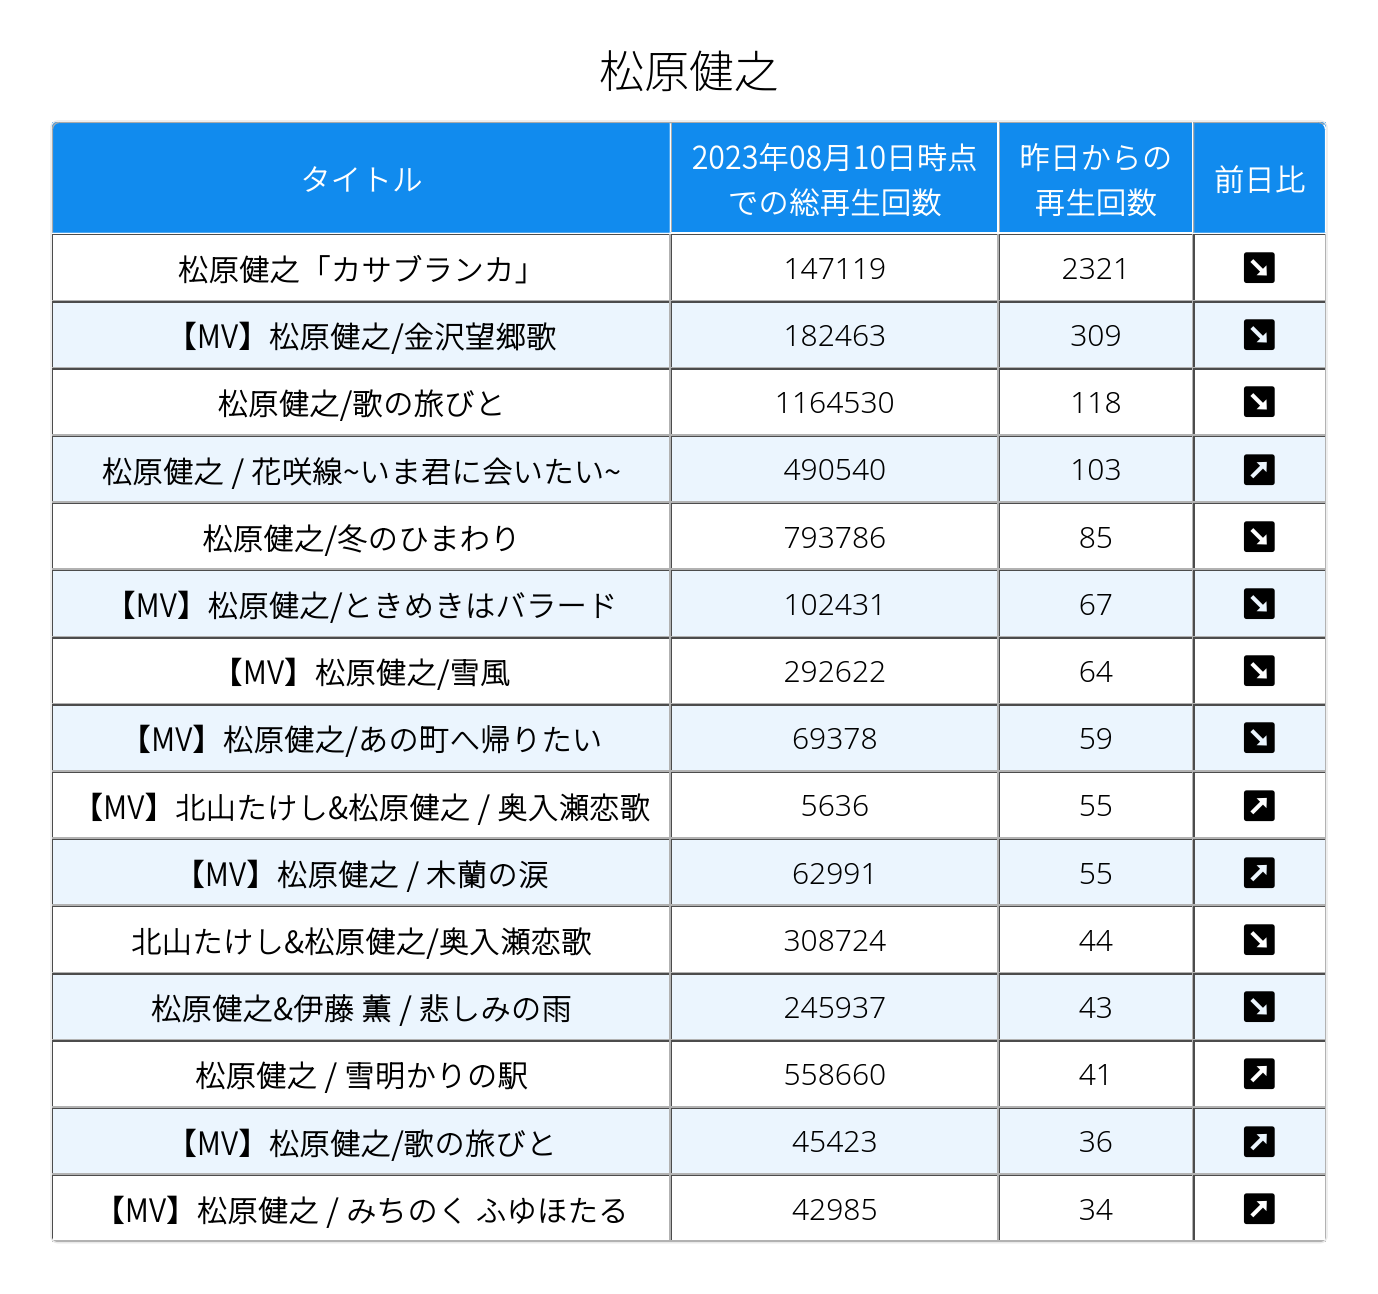 松原健之
タイトル
2023年08月10日時点
での総再生回数
昨日からの
再生回数
前日比
松原健之「カサブランカ」 147119 2321 ↘
【MV】松原健之/金沢望郷歌 182463 309 ↘
松原健之/歌の旅びと 1164530 118 ↘
松原健之 / 花咲線~いま君に会いたい~ 490540 103 ↗
松原健之/冬のひまわり 793786 85 ↘
【MV】松原健之/ときめきはバラード 102431 67 ↘
【MV】松原健之/雪風 292622 64 ↘
【MV】松原健之/あの町へ帰りたい 69378 59 ↘
【MV】北山たけし&松原健之 / 奥入瀬恋歌 5636 55 ↗
【MV】松原健之 / 木蘭の涙 62991 55 ↗
北山たけし&松原健之/奥入瀬恋歌 308724 44 ↘
松原健之&伊藤 薫 / 悲しみの雨 245937 43 ↘
松原健之 / 雪明かりの駅 558660 41 ↗
【MV】松原健之/歌の旅びと 45423 36 ↗
【MV】松原健之 / みちのく ふゆほたる 42985 34 ↗